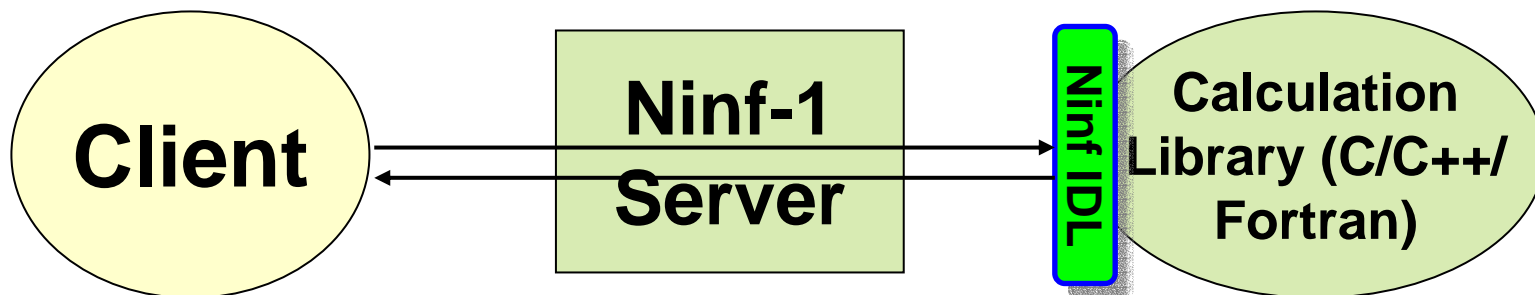 Client
Ninf-1
Server
Ninf IDL
Calculation
Library (C/C++/
Fortran)